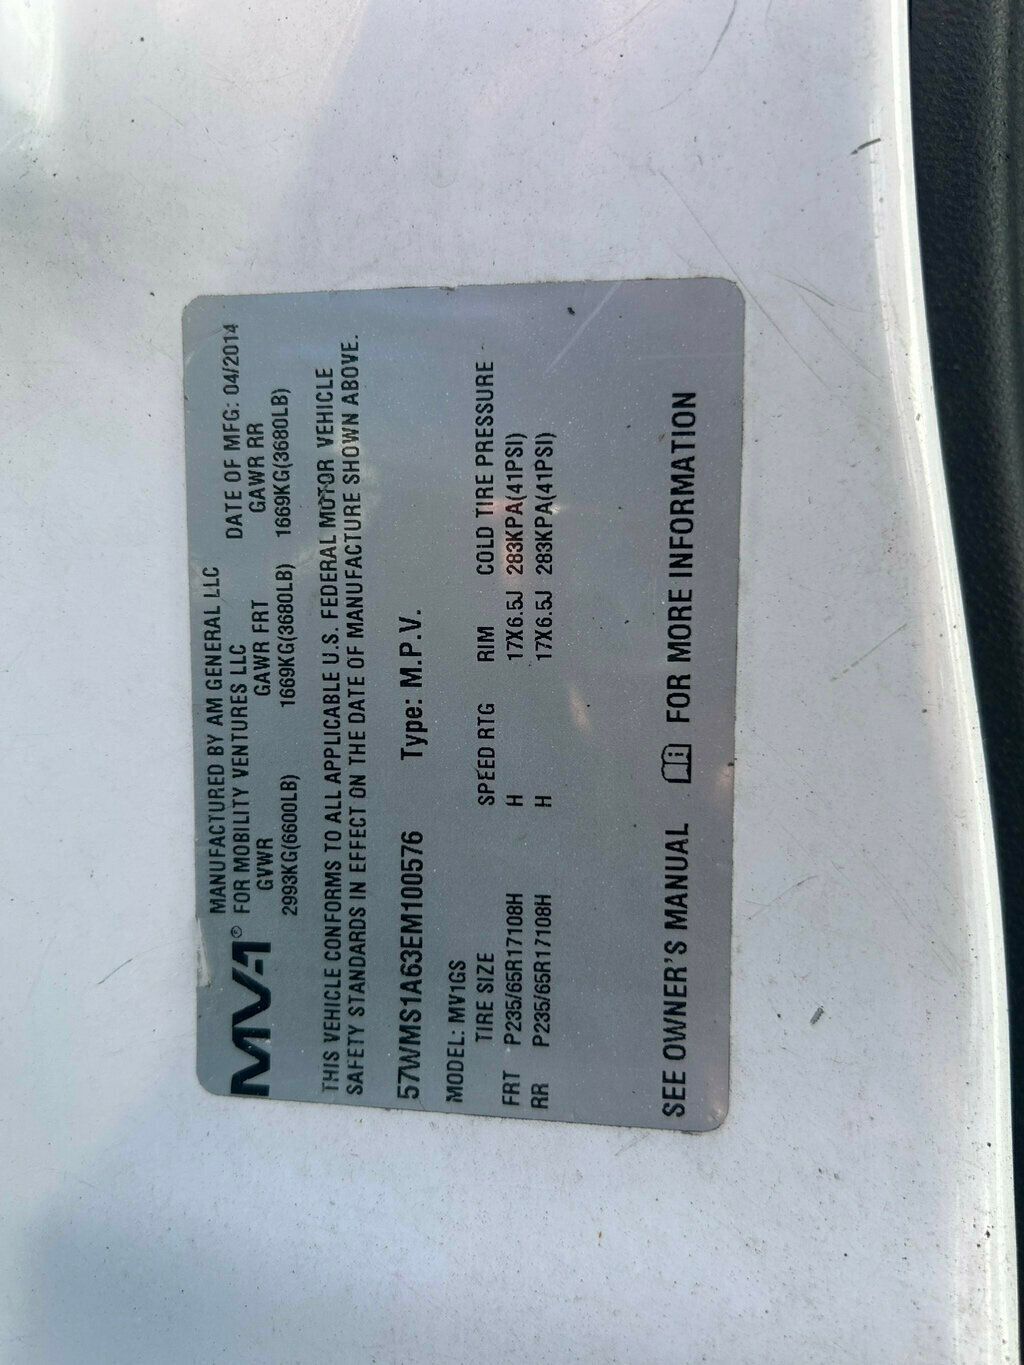 MV-1®
MANUFACTURED BY AM GENERAL LLC
FOR MOBILITY VENTURES LLC DATE OF MFG: 04/2014
GVWR GAWR FRT GAWR RR
2993KG(6600LB) 1669KG(3680LB) 1669KG(3680LB)
THIS VEHICLE CONFORMS TO ALL APPLICABLE U.S. FEDERAL MOTOR VEHICLE
SAFETY STANDARDS IN EFFECT ON THE DATE OF MANUFACTURE SHOWN ABOVE.
57WMS1A63EM100576 Type: M.P.V.
MODEL: MV1GS
TIRE SIZE SPEED RTG RIM COLD TIRE PRESSURE
FRT P235/65R17108H H 17X6.5J 283KPA(41PSI)
RR P235/65R17108H H 17X6.5J 283KPA(41PSI)
SEE OWNER'S MANUAL FOR MORE INFORMATION